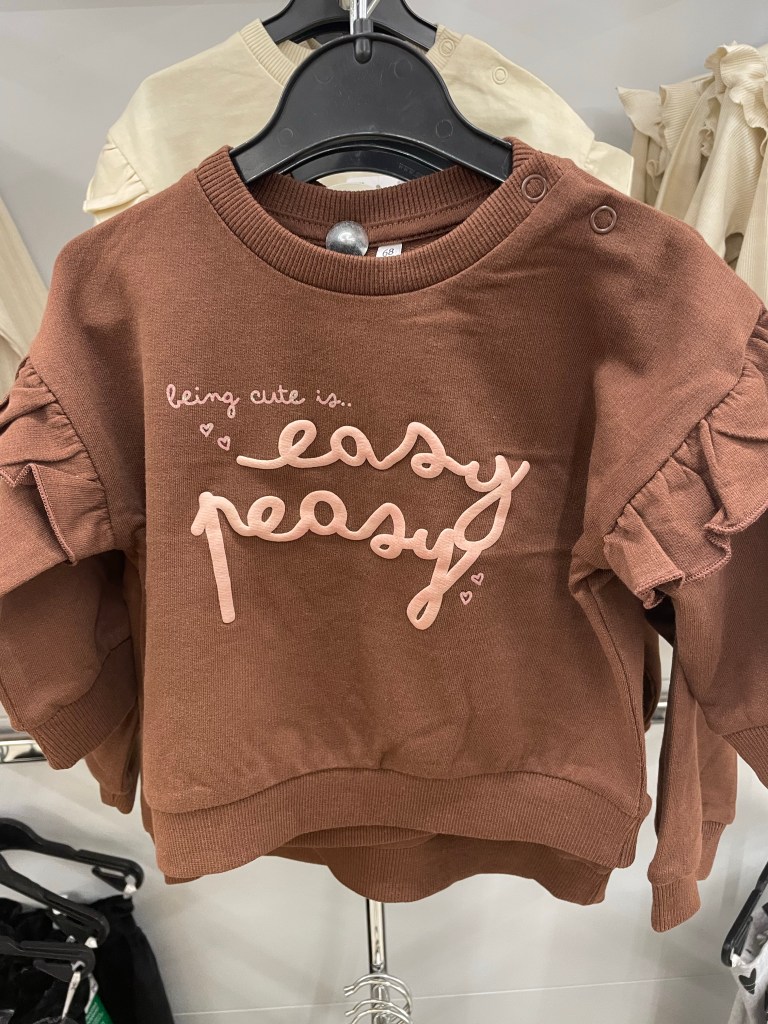 68
being cute is..
easy
peasy